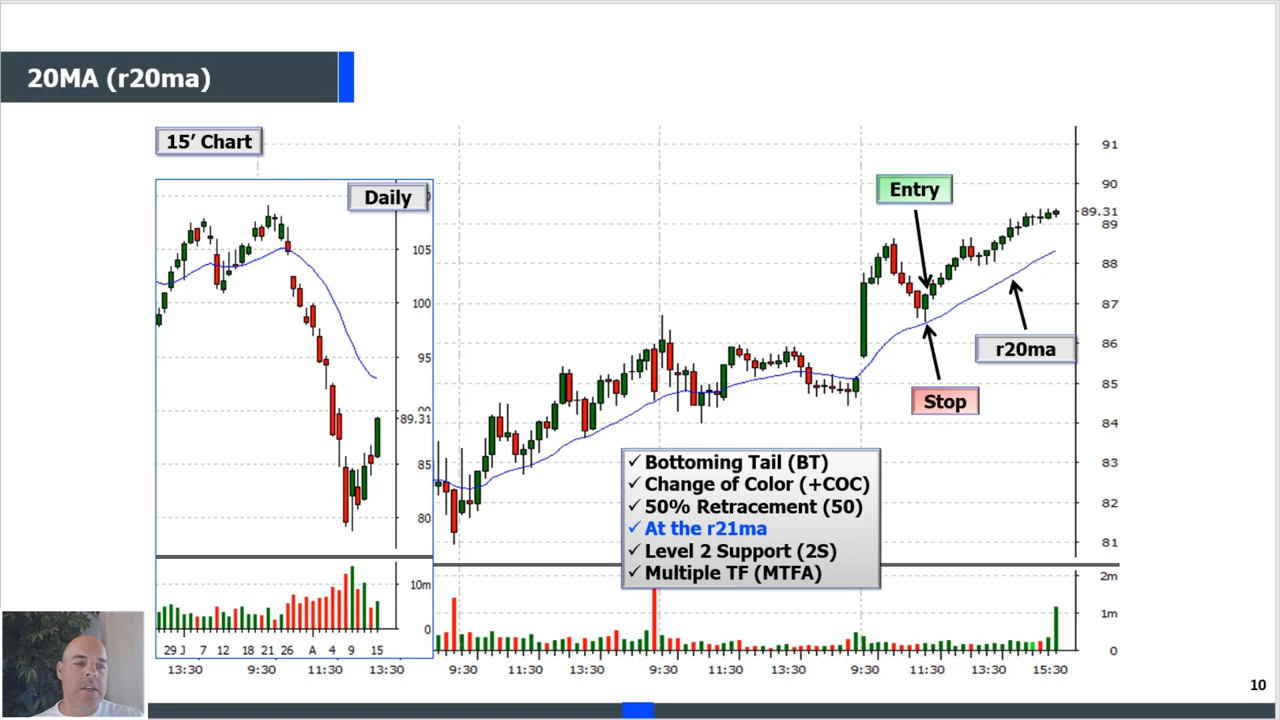 20MA (r20ma)
15’ Chart
Daily
105
100
95
89.31
85
80
10m
0
29 J 7 12 18 21 26 A 4 9 15
13:30 9:30 11:30 13:30
Entry
Stop
r20ma
91
90
89.31
89
88
87
86
85
84
83
82
81
2m
1m
0
✓ Bottoming Tail (BT)
✓ Change of Color (+COC)
✓ 50% Retracement (50)
✓ At the r21ma
✓ Level 2 Support (2S)
✓ Multiple TF (MTFA)
9:30 11:30 13:30 9:30 11:30 13:30 9:30 11:30 13:30 15:30
10